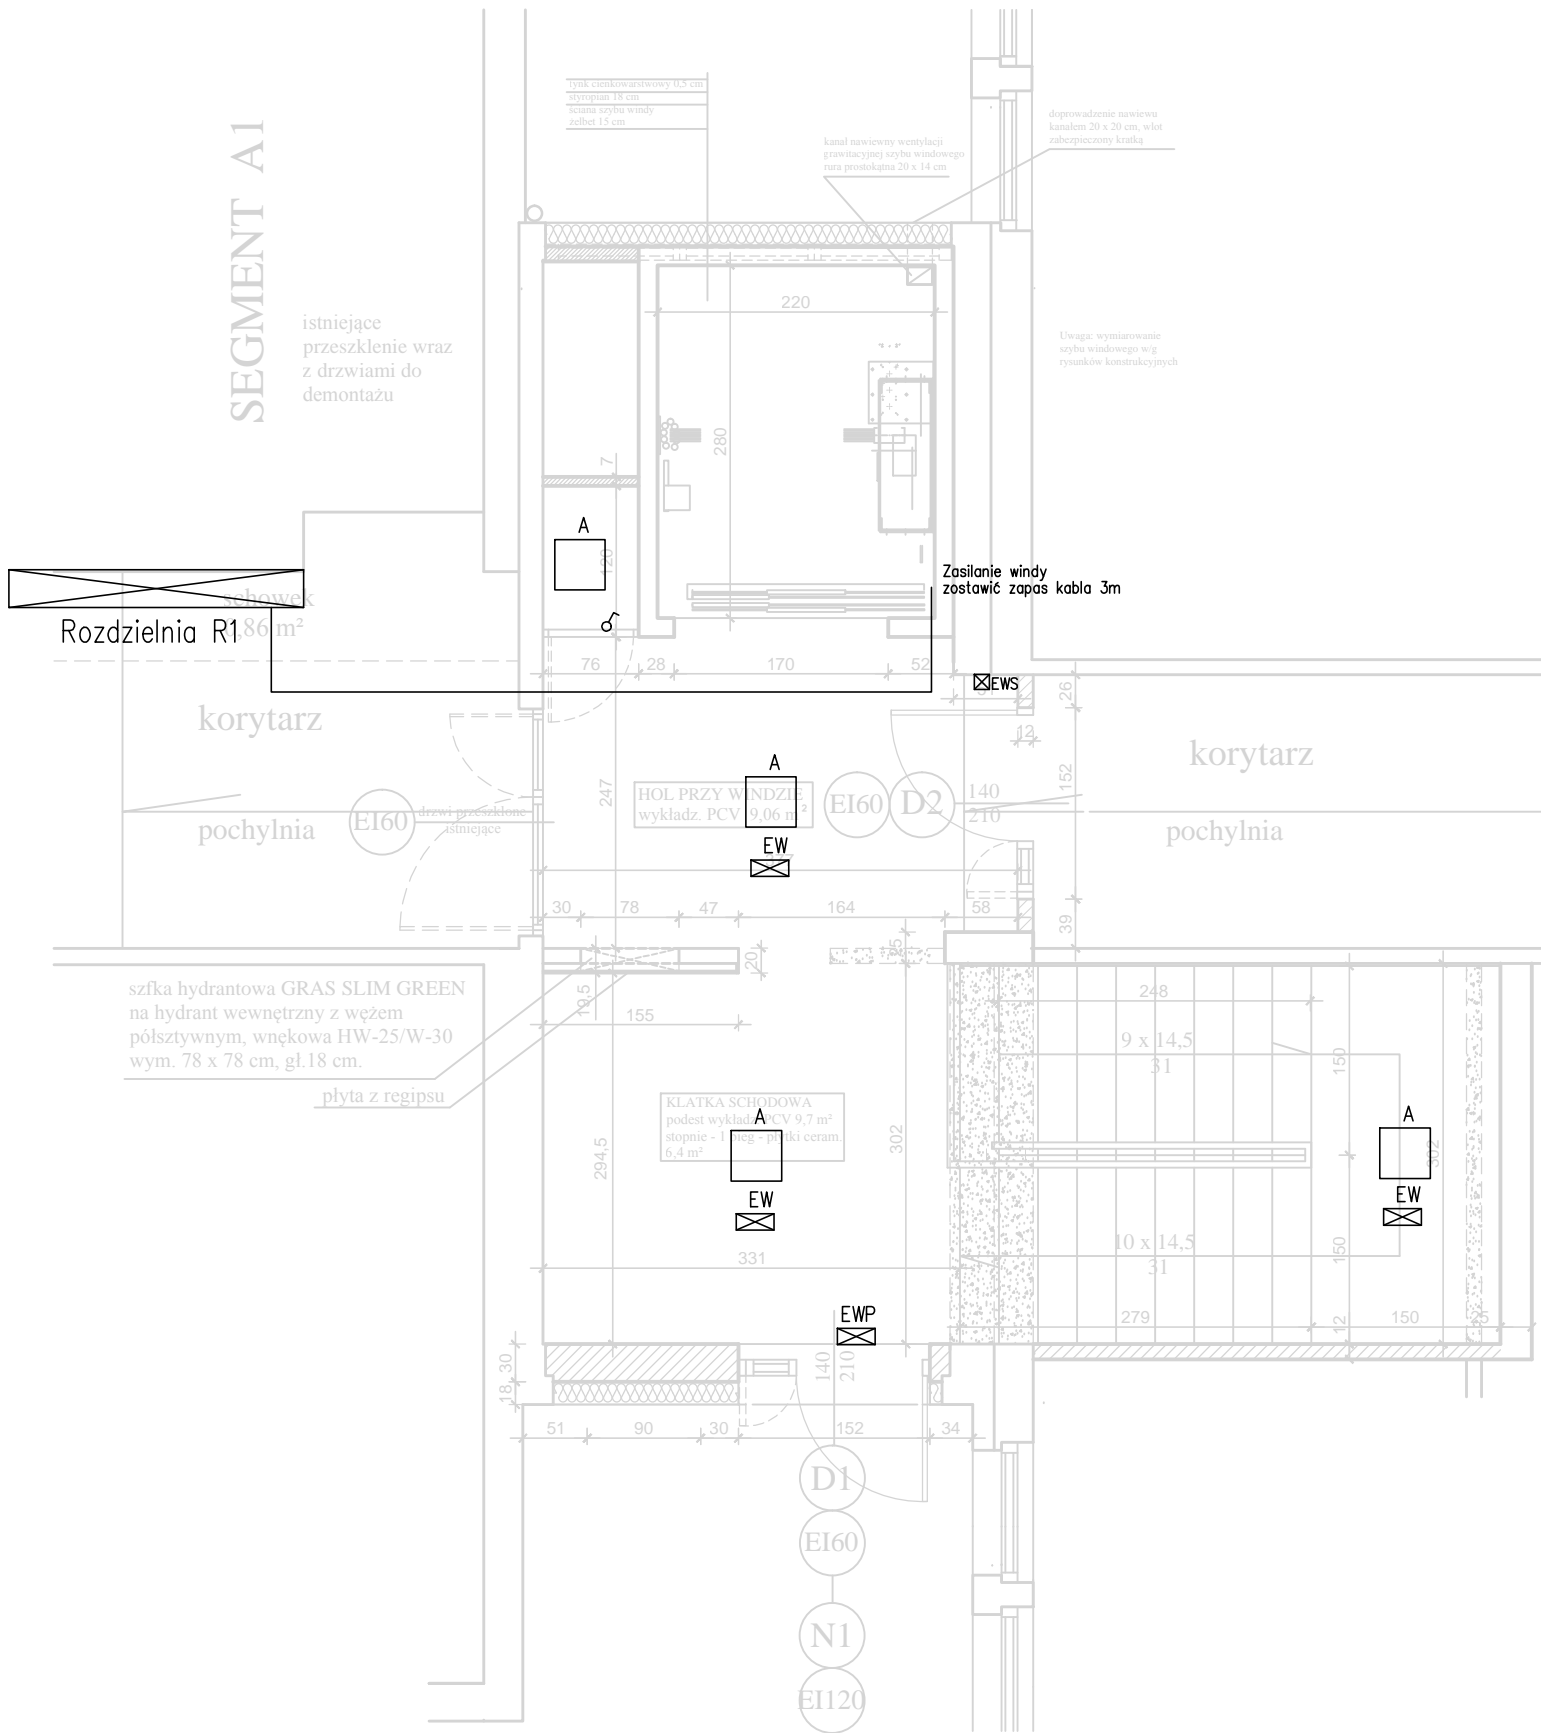 tynk cienkowarstwowy 0,5 cm
styropian 18 cm
ściana szybu windy
żelbet 15 cm
kanał nawiewny wentylacji
grawitacyjnej szybu windowego
rura prostokątna 20 x 14 cm
doprowadzenie nawiewu
kanałem 20 x 20 cm, wlot
zabezpieczony kratką
SEGMENT A1
istniejące
przeszklenie wraz
z drzwiami do
demontażu
220
Uwaga: wymiarowanie
szybu windowego w/g
rysunków konstrukcyjnych
280
7
A
120
Zasilanie windy
zostawić zapas kabla 3m
schowek
0,86 m²
Rozdzielnia R1
76
28
170
52
EWS
26
12
korytarz
korytarz
152
A
247
HOL PRZY WINDZIE
wykładz. PCV 9,06 m²
EI60
D2
140
210
EI60
drzwi przeszklone
istniejące
pochylnia
pochylnia
EW
377
30
78
47
164
58
39
25
20
19,5
szfka hydrantowa GRAS SLIM GREEN
na hydrant wewnętrzny z wężem
półsztywnym, wnękowa HW-25/W-30
wym. 78 x 78 cm, gł.18 cm.
płyta z regipsu
155
248
9 x 14,5
31
150
KLATKA SCHODOWA
podest wykładz. PCV 9,7 m²
stopnie - 1 bieg - płytki ceram.
6,4 m²
A
A
302
302
294,5
EW
EW
10 x 14,5
31
150
331
EWP
279
12
150
25
30
18
140
210
51
90
30
152
34
D1
EI60
N1
EI120